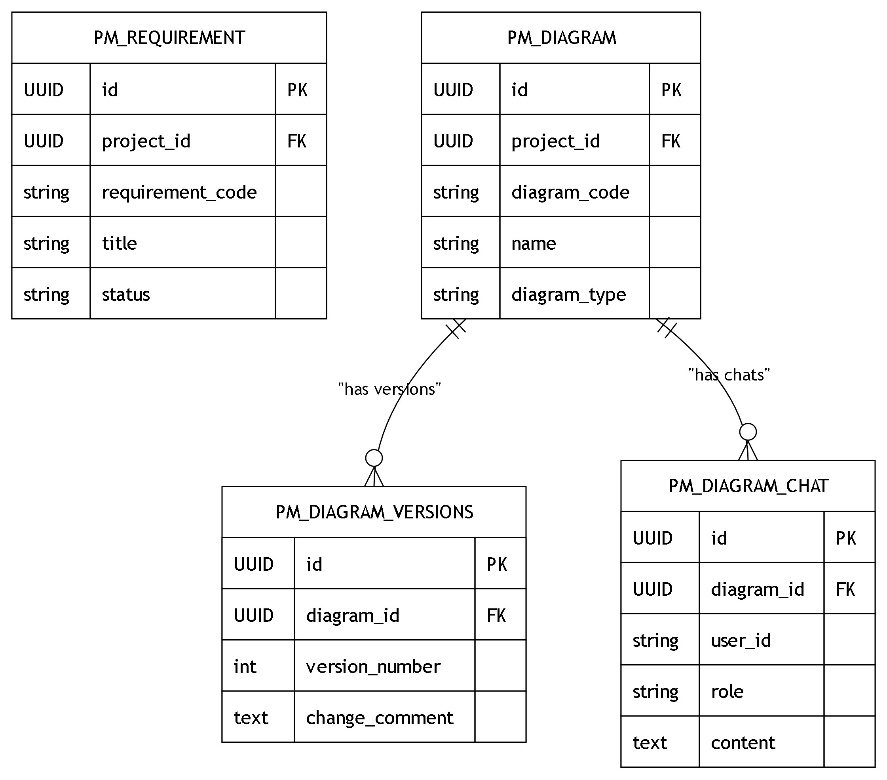 PM_REQUIREMENT
UUID id PK
UUID project_id FK
string requirement_code
string title
string status
PM_DIAGRAM
UUID id PK
UUID project_id FK
string diagram_code
string name
string diagram_type
"has versions"
"has chats"
PM_DIAGRAM_VERSIONS
UUID id PK
UUID diagram_id FK
int version_number
text change_comment
PM_DIAGRAM_CHAT
UUID id PK
UUID diagram_id FK
string user_id
string role
text content